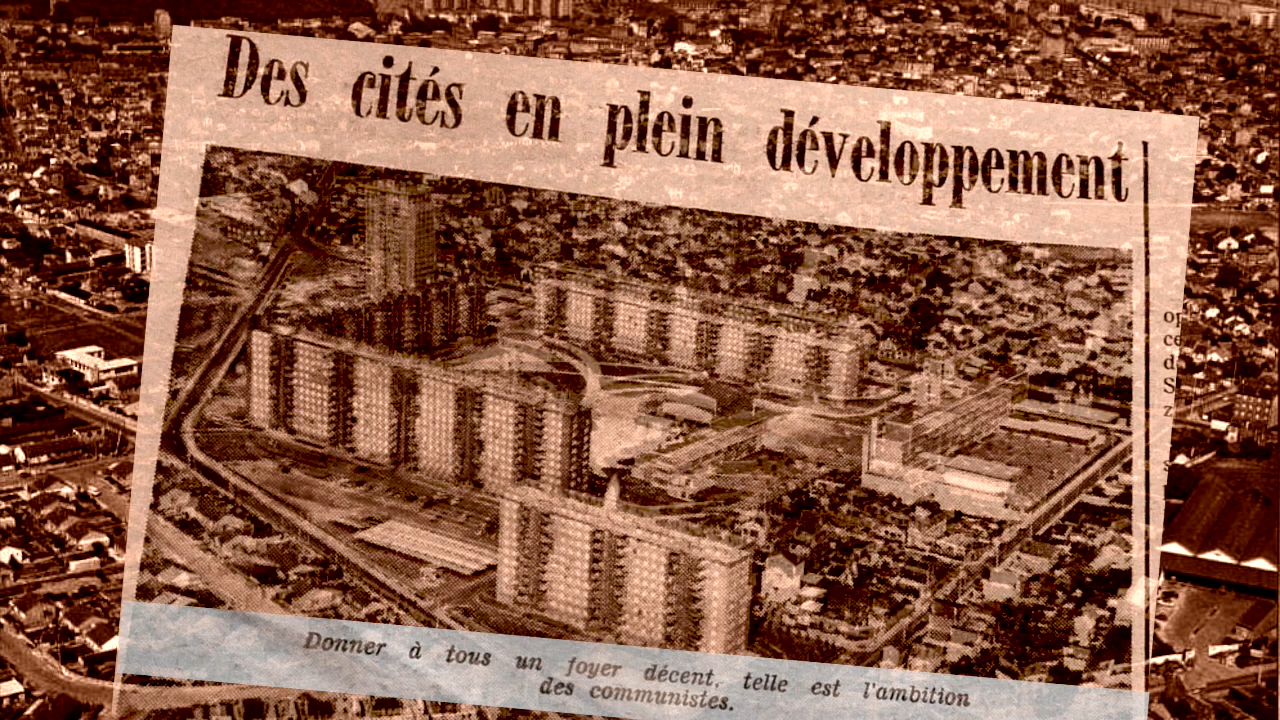 Des cités en plein développement
Donner à tous un foyer décent, telle est l'ambition
des communistes.